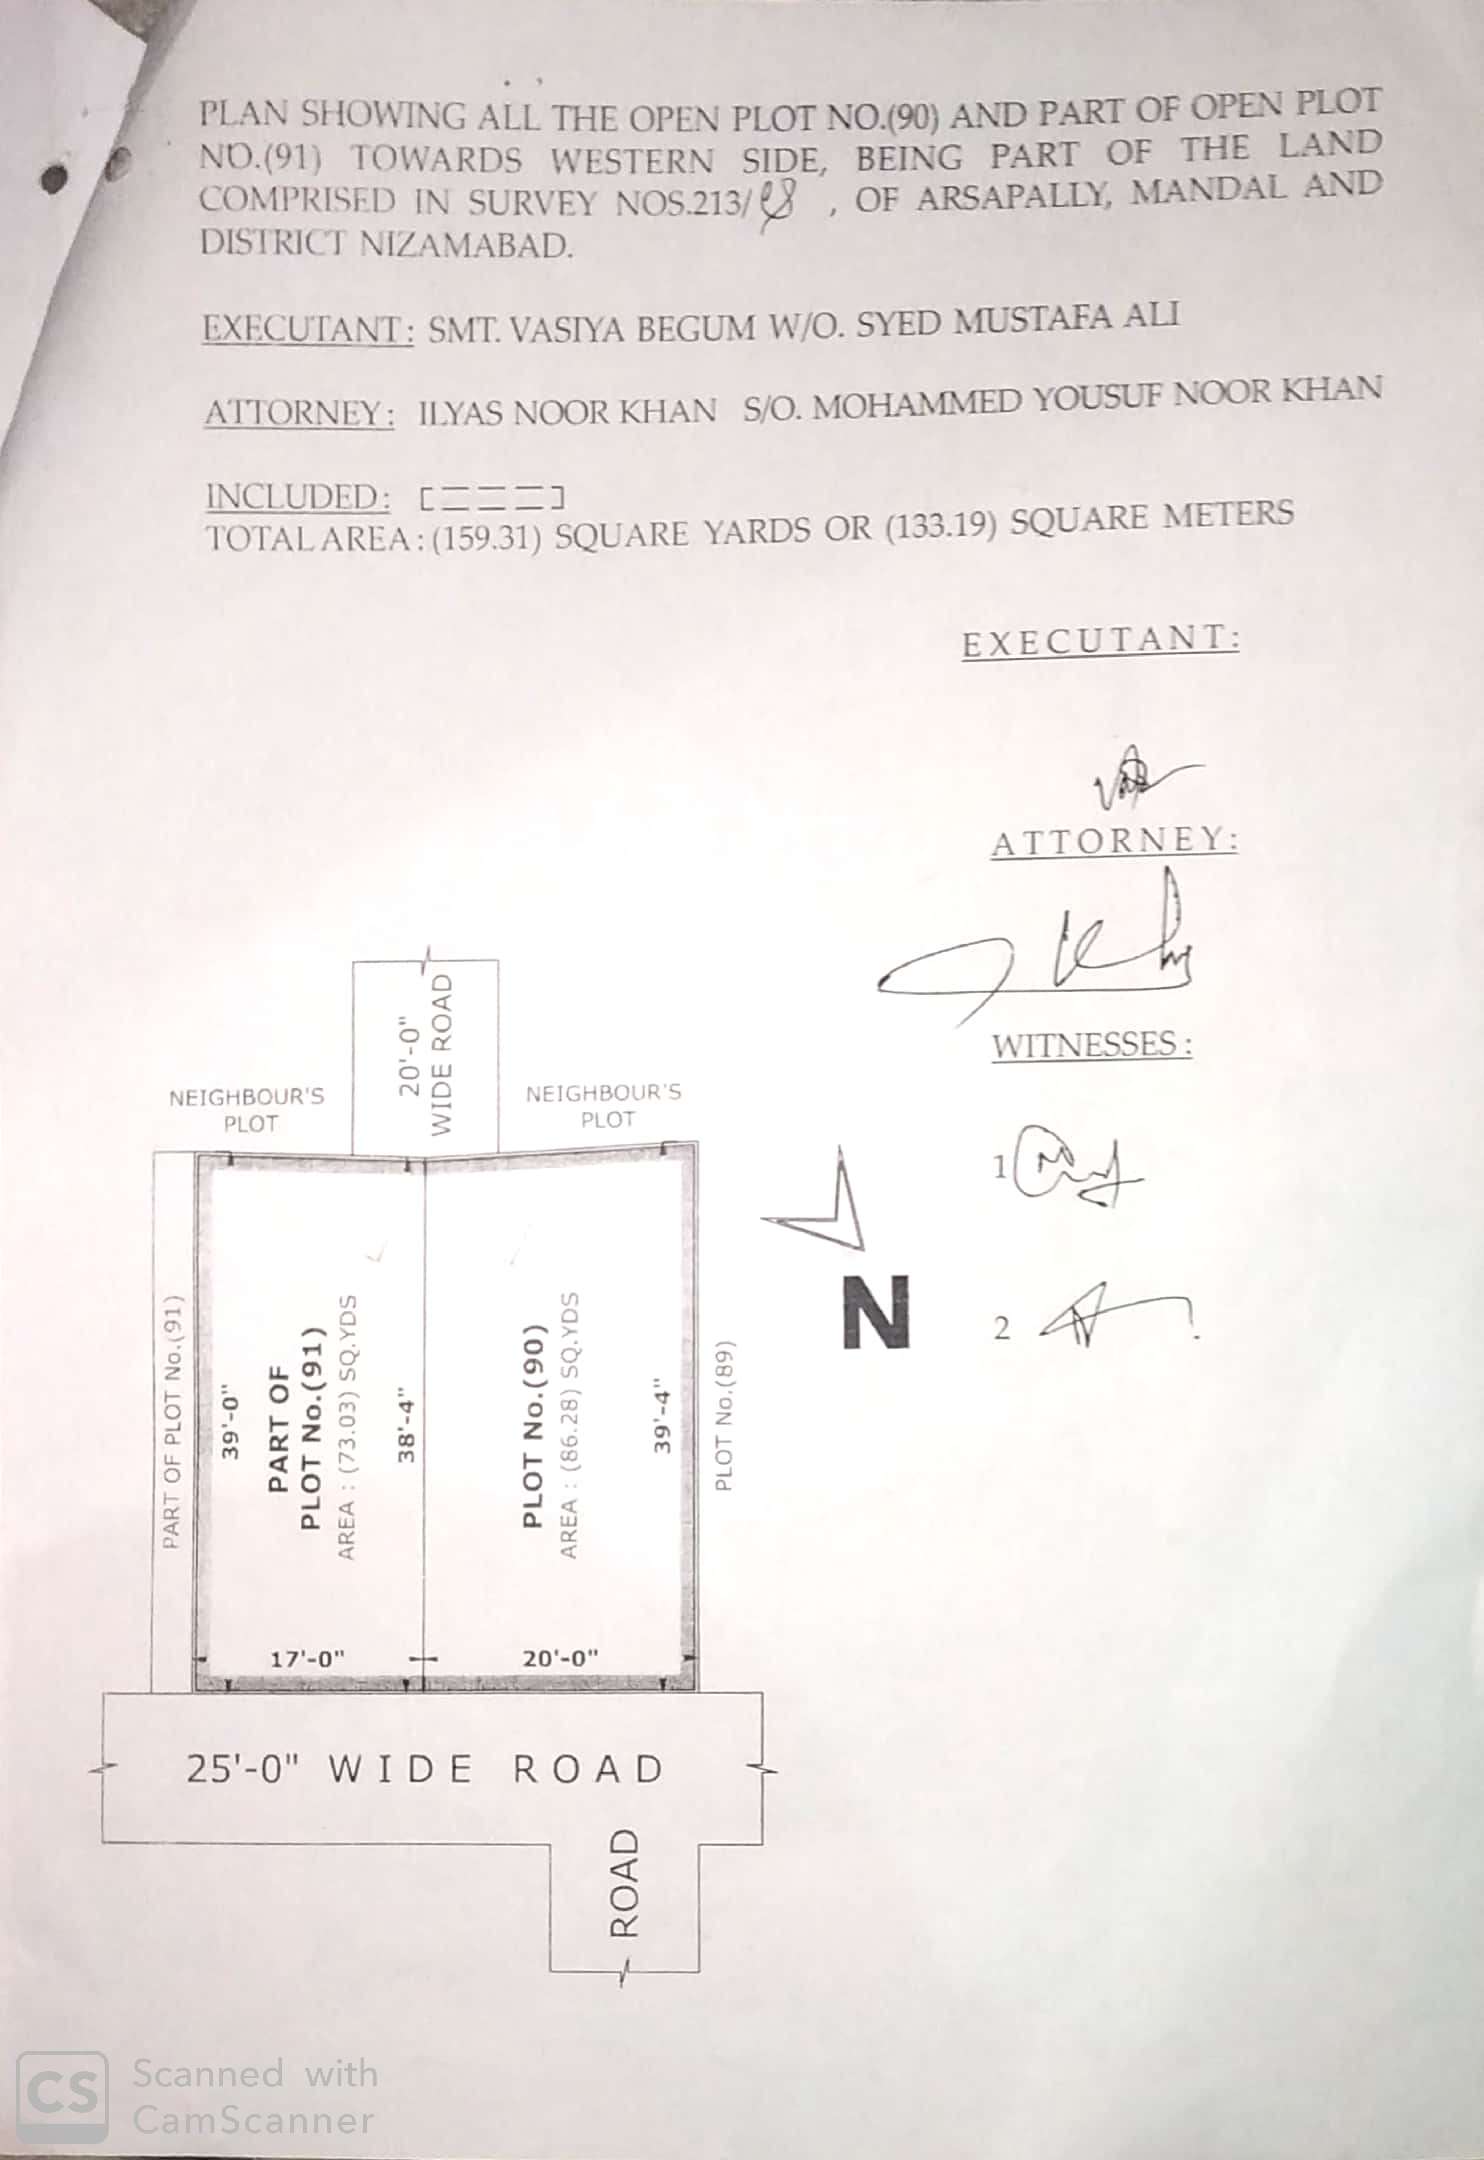 PLAN SHOWING ALL THE OPEN PLOT NO.(90) AND PART OF OPEN PLOT
NO.(91) TOWARDS WESTERN SIDE, BEING PART OF THE LAND
COMPRISED IN SURVEY NOS.213/ , OF ARSAPALLY, MANDAL AND
DISTRICT NIZAMABAD.
EXECUTANT: SMT. VASIYA BEGUM W/O. SYED MUSTAFA ALI
ATTORNEY: ILYAS NOOR KHAN S/O. MOHAMMED YOUSUF NOOR KHAN
INCLUDED:
TOTAL AREA : (159.31) SQUARE YARDS OR (133.19) SQUARE METERS
EXECUTANT:
ATTORNEY:
WITNESSES :
1
2
20'-0"
WIDE ROAD
NEIGHBOUR'S
PLOT
NEIGHBOUR'S
PLOT
PART OF PLOT No.(91)
39'-0"
PART OF
PLOT No.(91)
AREA : (73.03) SQ.YDS
38'-4"
PLOT No.(90)
AREA : (86.28) SQ.YDS
39'-4"
PLOT No.(89)
N
17'-0"
20'-0"
25'-0" WIDE ROAD
ROAD
CS
Scanned with
CamScanner